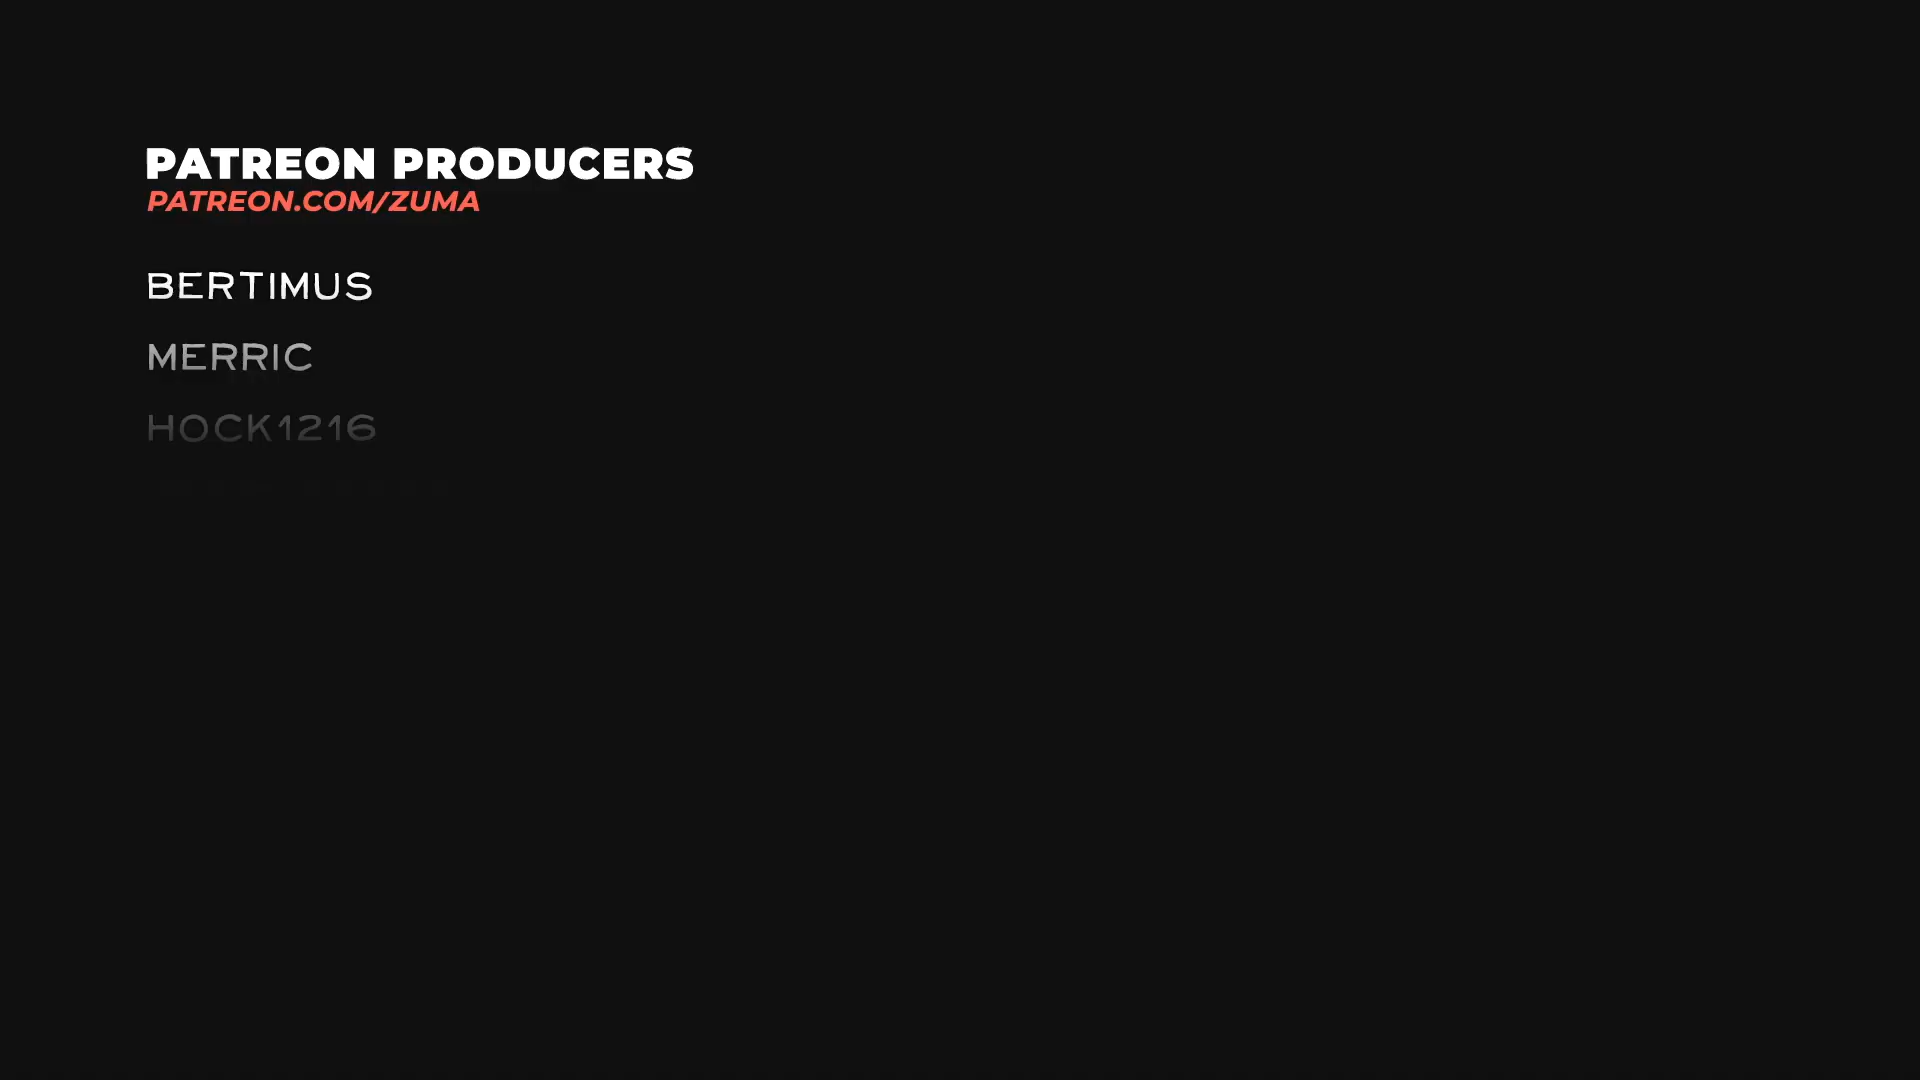 PATREON PRODUCERS
PATREON.COM/ZUMA
BERTIMUS
MERRIC
HOCK1216